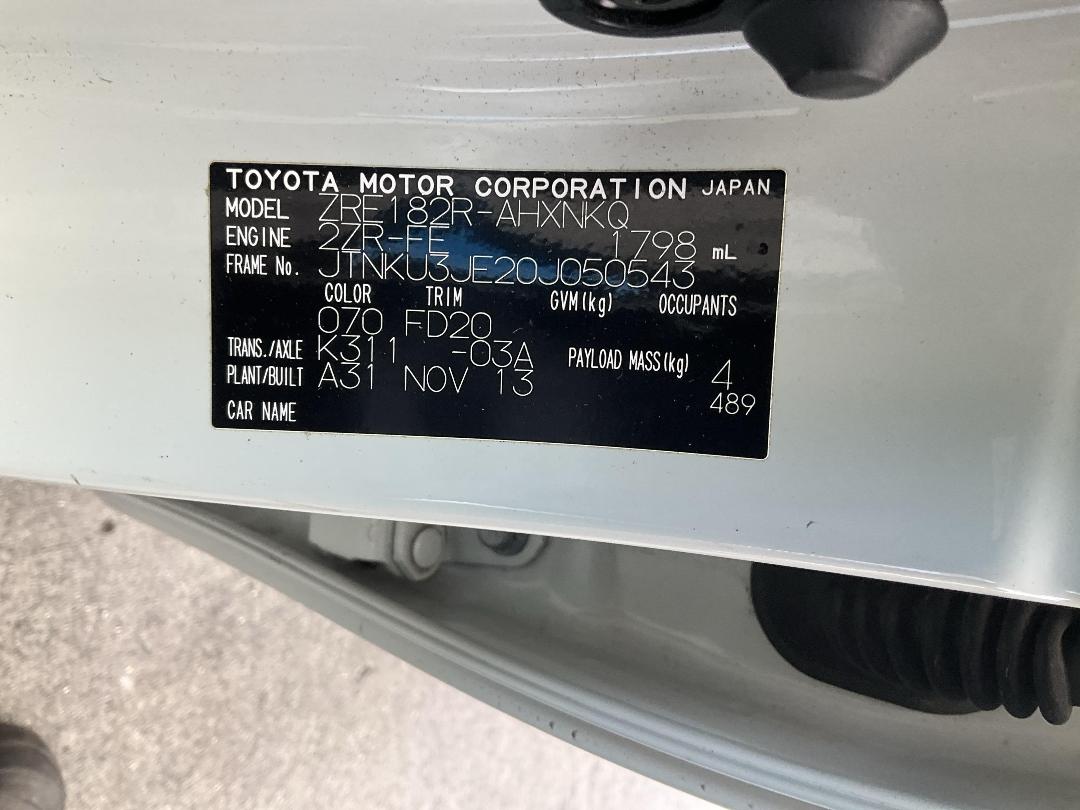 TOYOTA MOTOR CORPORATION JAPAN
MODEL ZRE182R-AHXNKQ
ENGINE 2ZR-FE 1798 mL
FRAME No. JTNKU3JE20J050543
COLOR TRIM GVM(kg) OCCUPANTS
070 FD20
TRANS./AXLE K311 -03A PAYLOAD MASS(kg) 4
PLANT/BUILT A31 NOV 13 489
CAR NAME